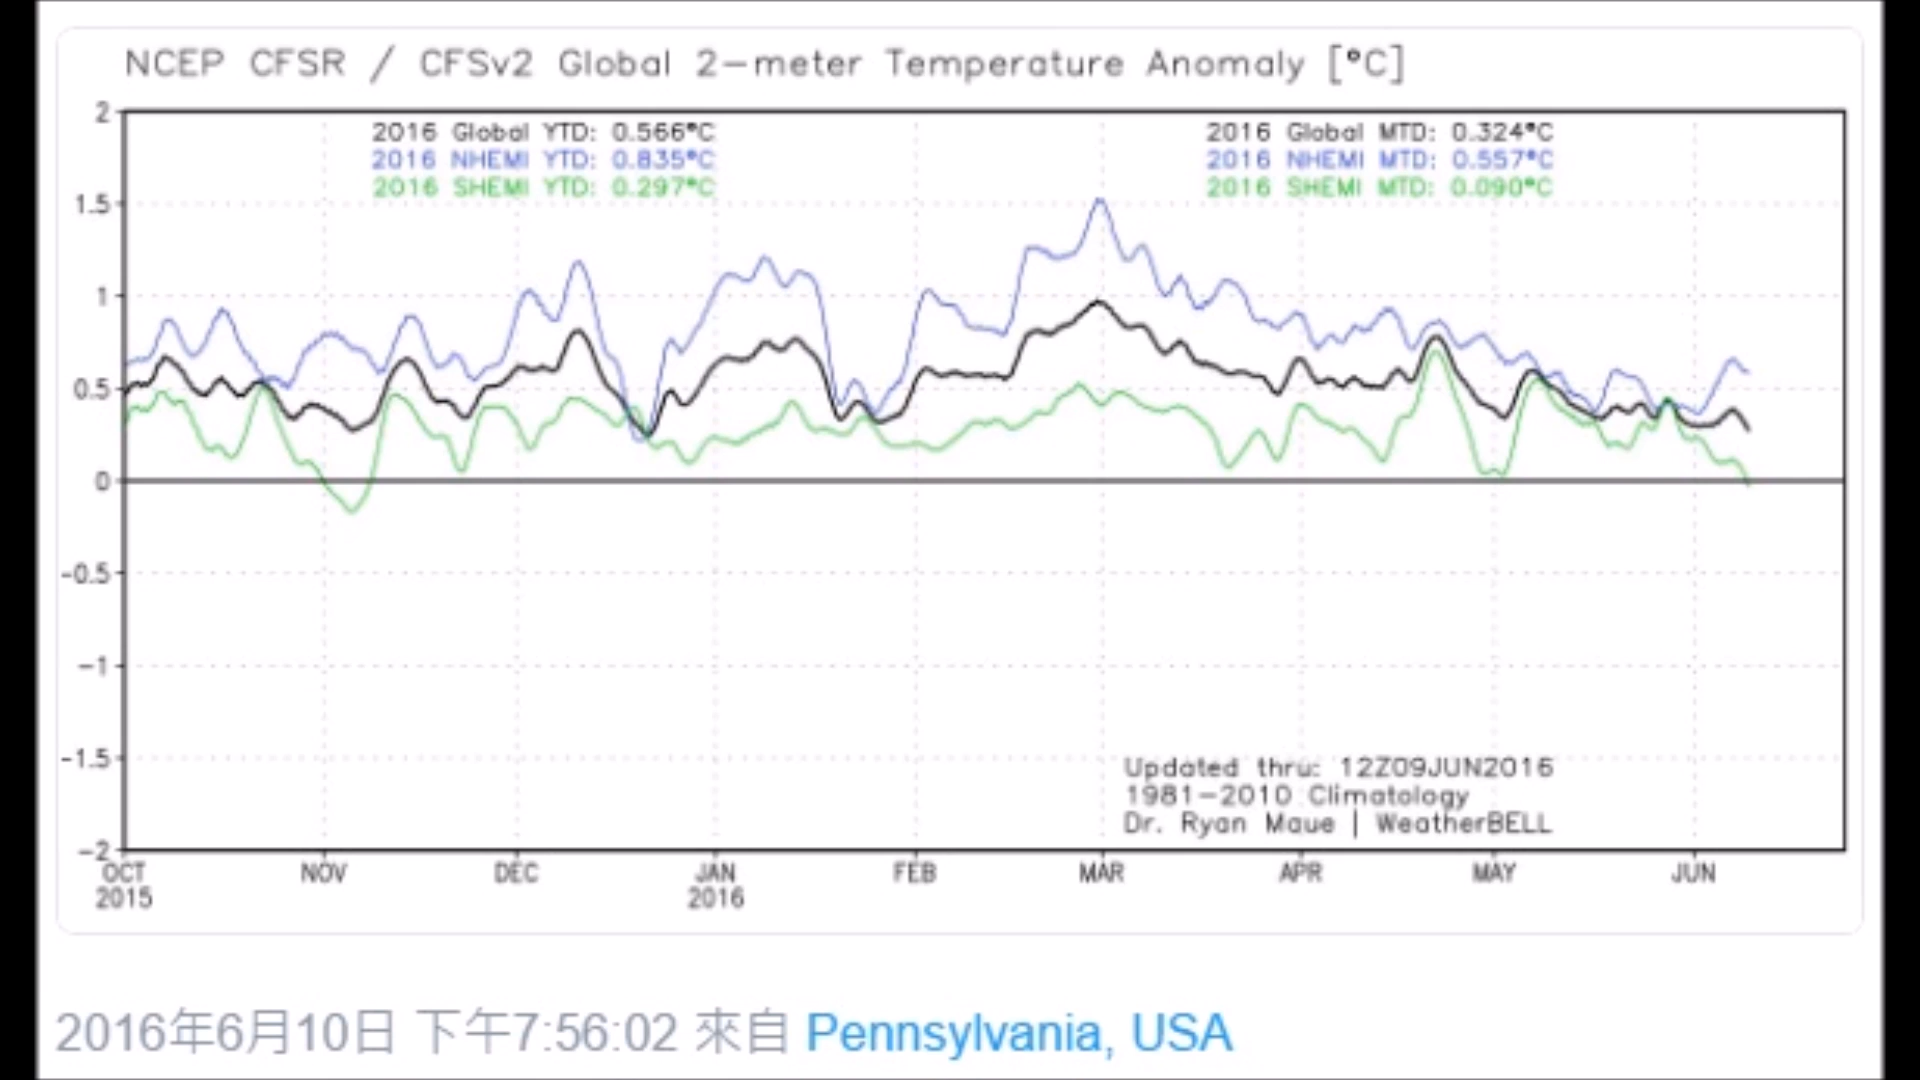 NCEP CFSR / CFSv2 Global 2-meter Temperature Anomaly [°C]
2016 Global YTD: 0.566°C
2016 NHEMI YTD: 0.835°C
2016 SHEMI YTD: 0.297°C
2016 Global MTD: 0.324°C
2016 NHEMI MTD: 0.557°C
2016 SHEMI MTD: 0.090°C
2
1.5
1
0.5
0
-0.5
-1
-1.5
-2
Updated thru: 12Z09JUN2016
1981-2010 Climatology
Dr. Ryan Maue | WeatherBELL
OCT NOV DEC JAN FEB MAR APR MAY JUN
2015 2016
2016年6月10日 下午7:56:02 來自 Pennsylvania, USA